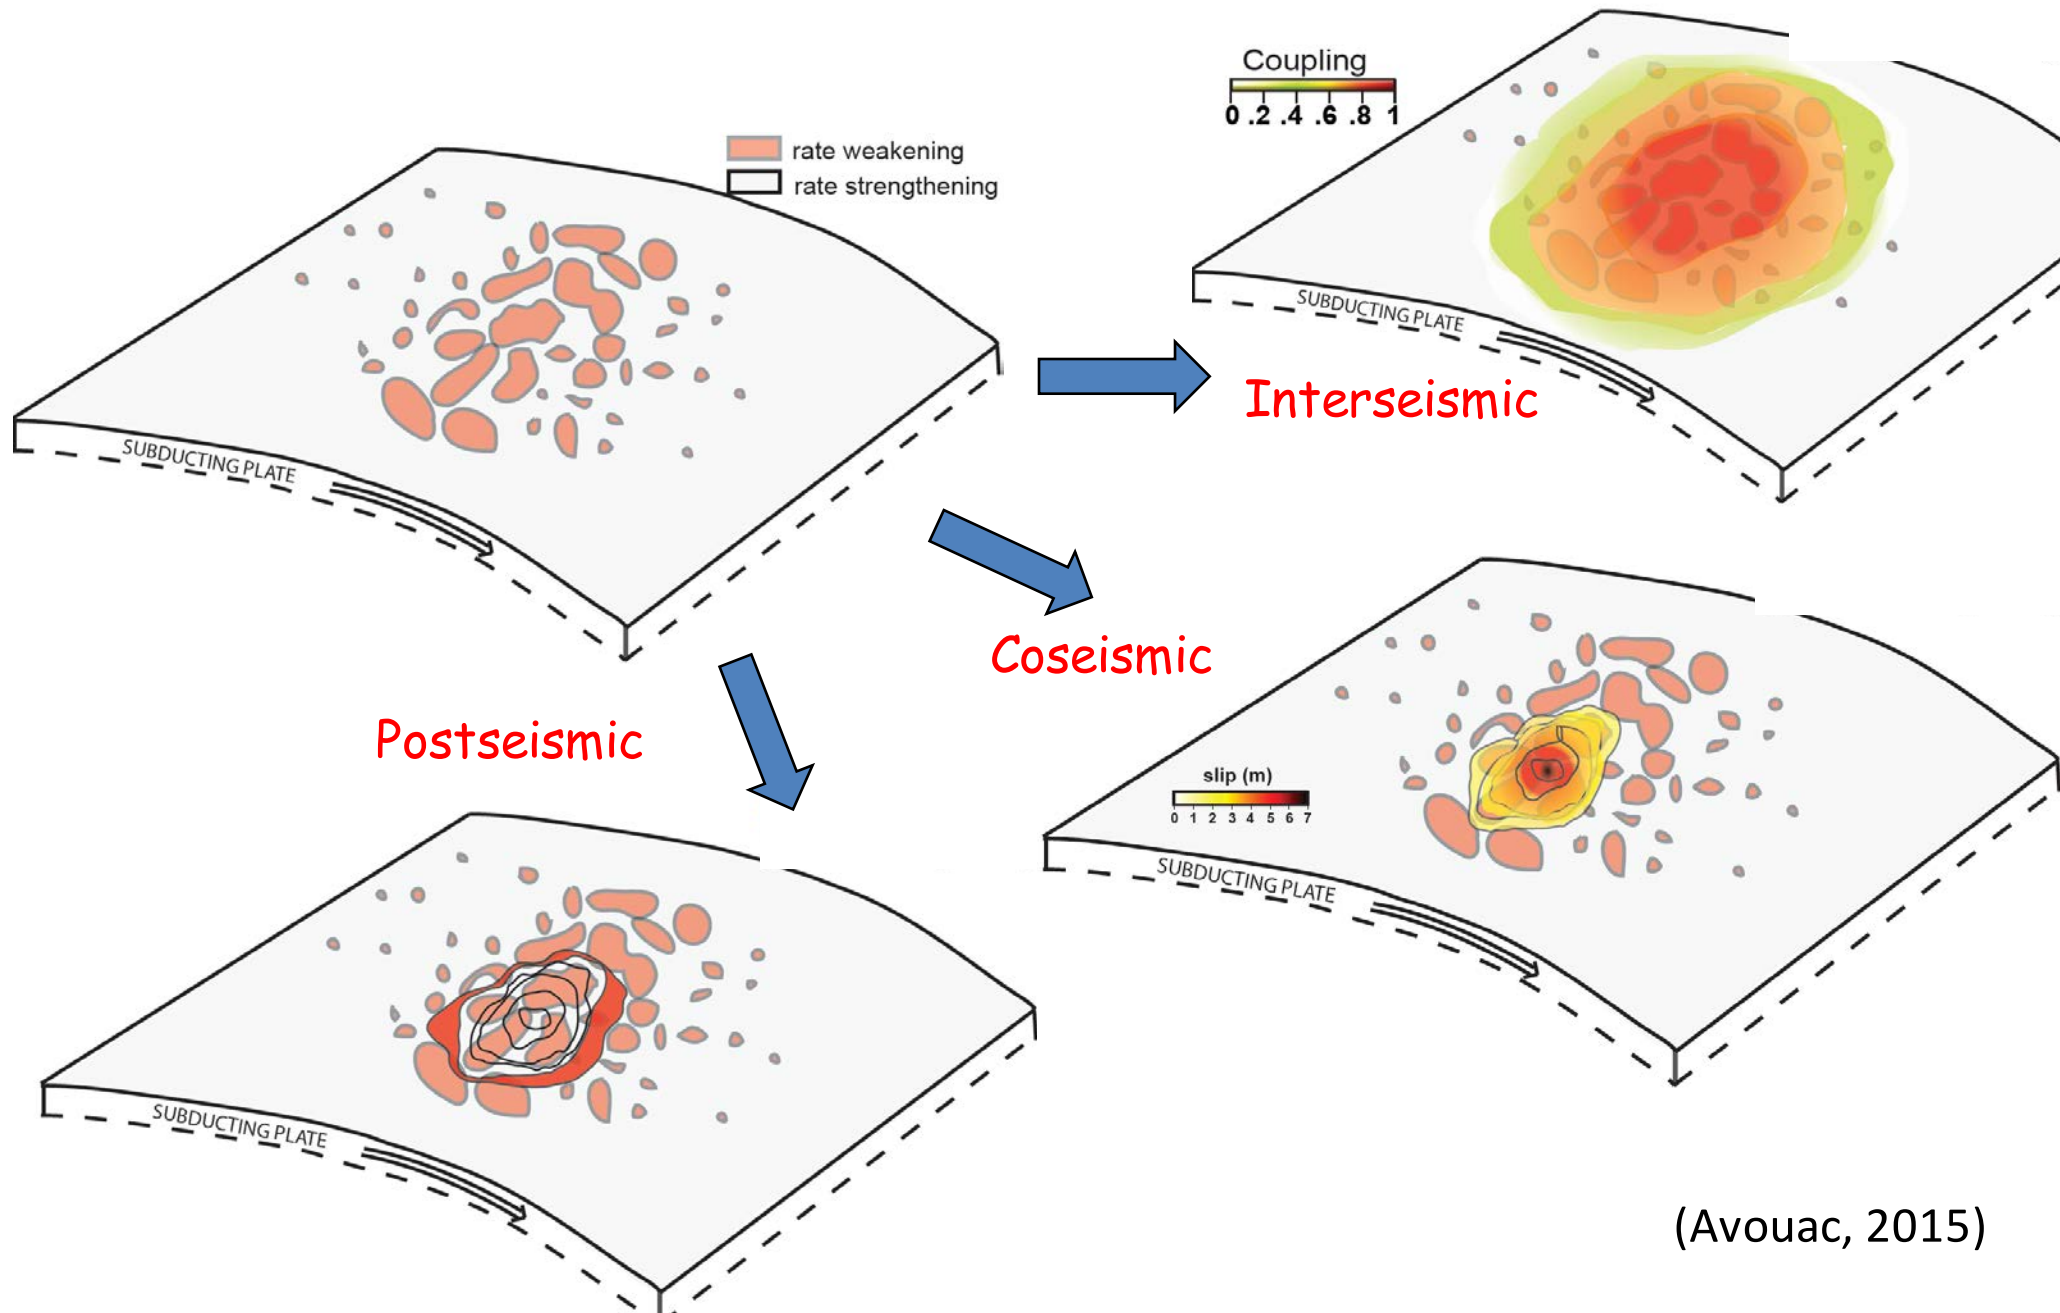 rate weakening
rate strengthening
SUBDUCTING PLATE
Coupling
0 .2 .4 .6 .8 1
SUBDUCTING PLATE
Interseismic
Coseismic
slip (m)
0 1 2 3 4 5 6 7
SUBDUCTING PLATE
Postseismic
SUBDUCTING PLATE
(Avouac, 2015)